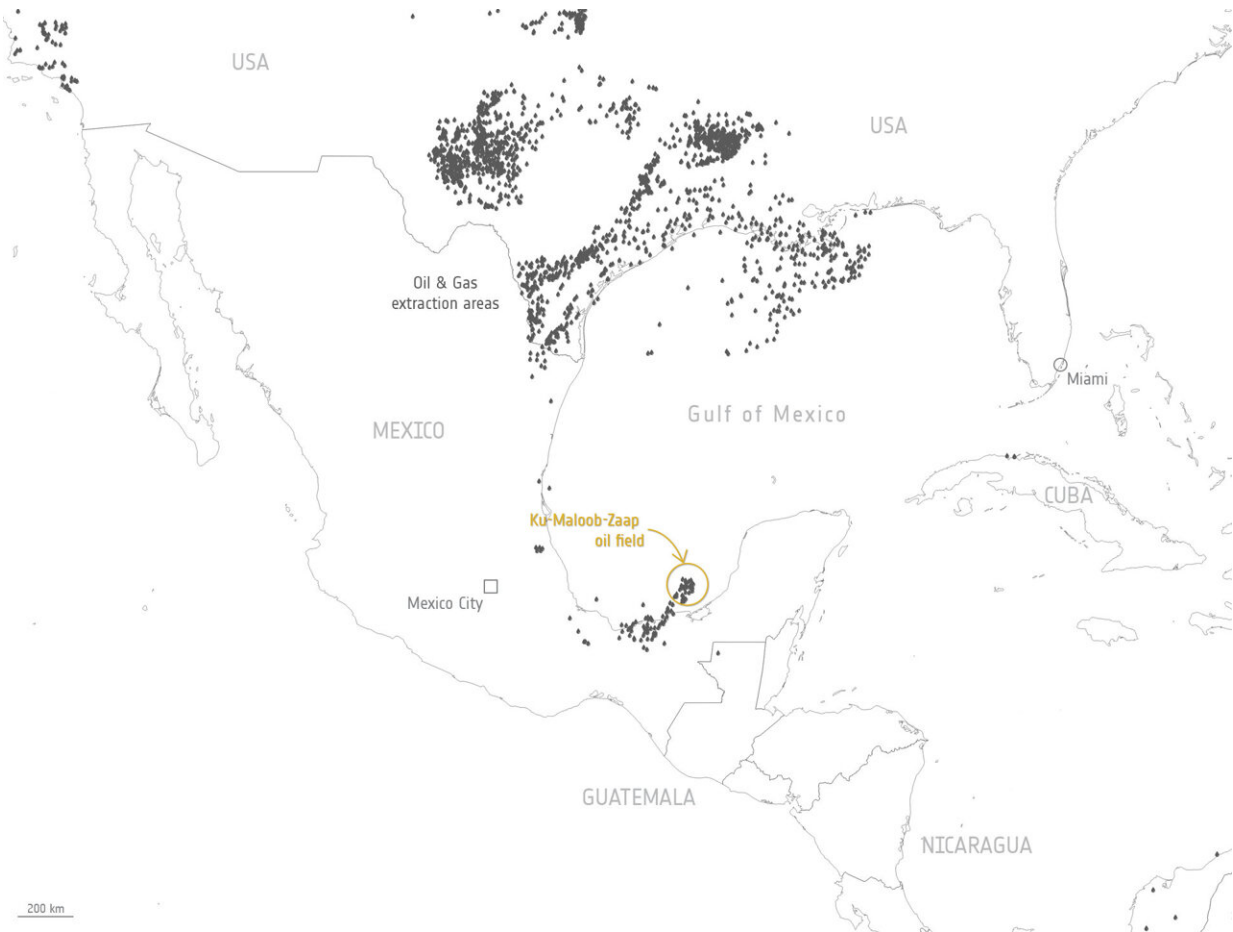 USA
USA
Oil & Gas
extraction areas
Miami
Gulf of Mexico
MEXICO
CUBA
Ku-Maloob-Zaap
oil field
Mexico City
GUATEMALA
NICARAGUA
200 km